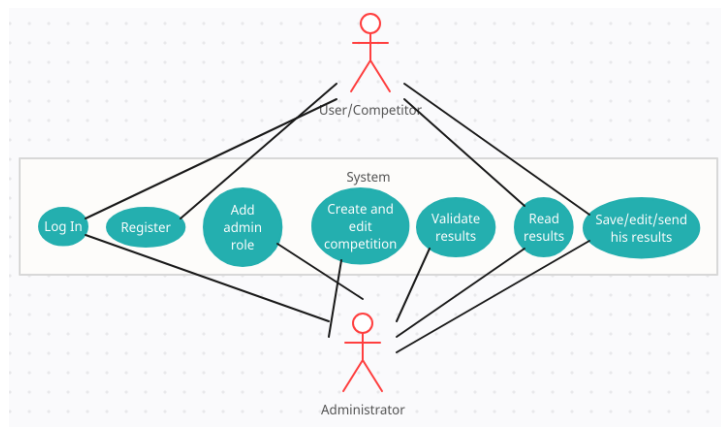 User/Competitor
System
Log In
Register
Add
admin
role
Create and
edit
competition
Validate
results
Read
results
Save/edit/send
his results
Administrator